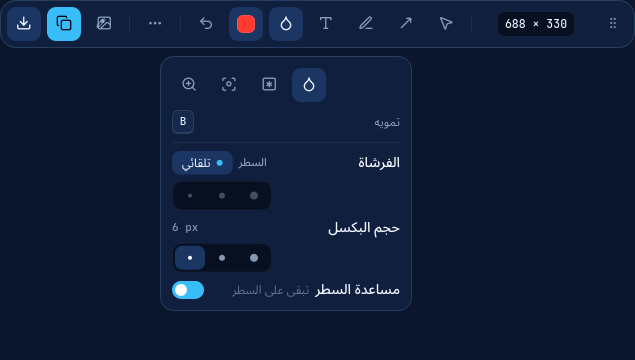 688 × 330
تمويه B
الفرشاة السطر تلقائي
حجم البكسل 6 px
مساعدة السطر تبقى على السطر